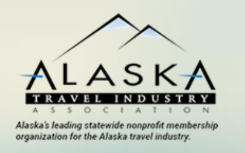 ALASKA
TRAVEL INDUSTRY
ASSOCIATION
Alaska's leading statewide nonprofit membership
organization for the Alaska travel industry.